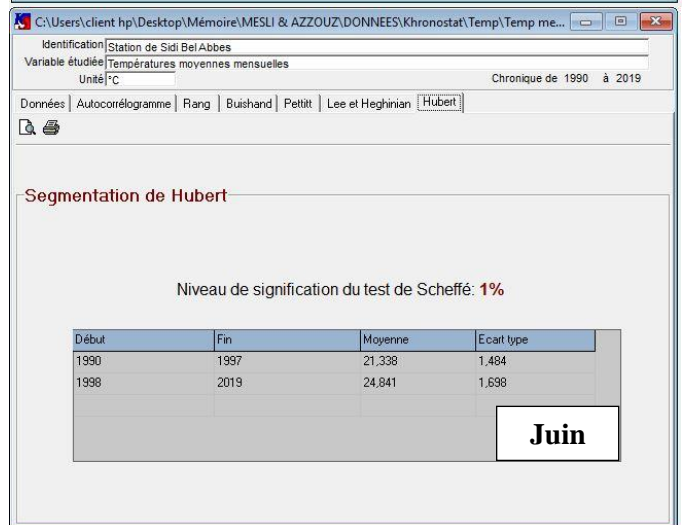 C:\Users\client hp\Desktop\Mémoire\MESLI & AZZOUZ\DONNEES\Khronostat\Temp\Temp me...
Identification Station de Sidi Bel Abbes
Variable étudiée Températures moyennes mensuelles
Unité °C Chronique de 1990 à 2019
Données Autocorrélogramme Rang Buishand Pettitt Lee et Heghinian Hubert
Segmentation de Hubert
Niveau de signification du test de Scheffé: 1%
Début Fin Moyenne Ecart type
1990 1997 21,338 1,484
1998 2019 24,841 1,698
Juin